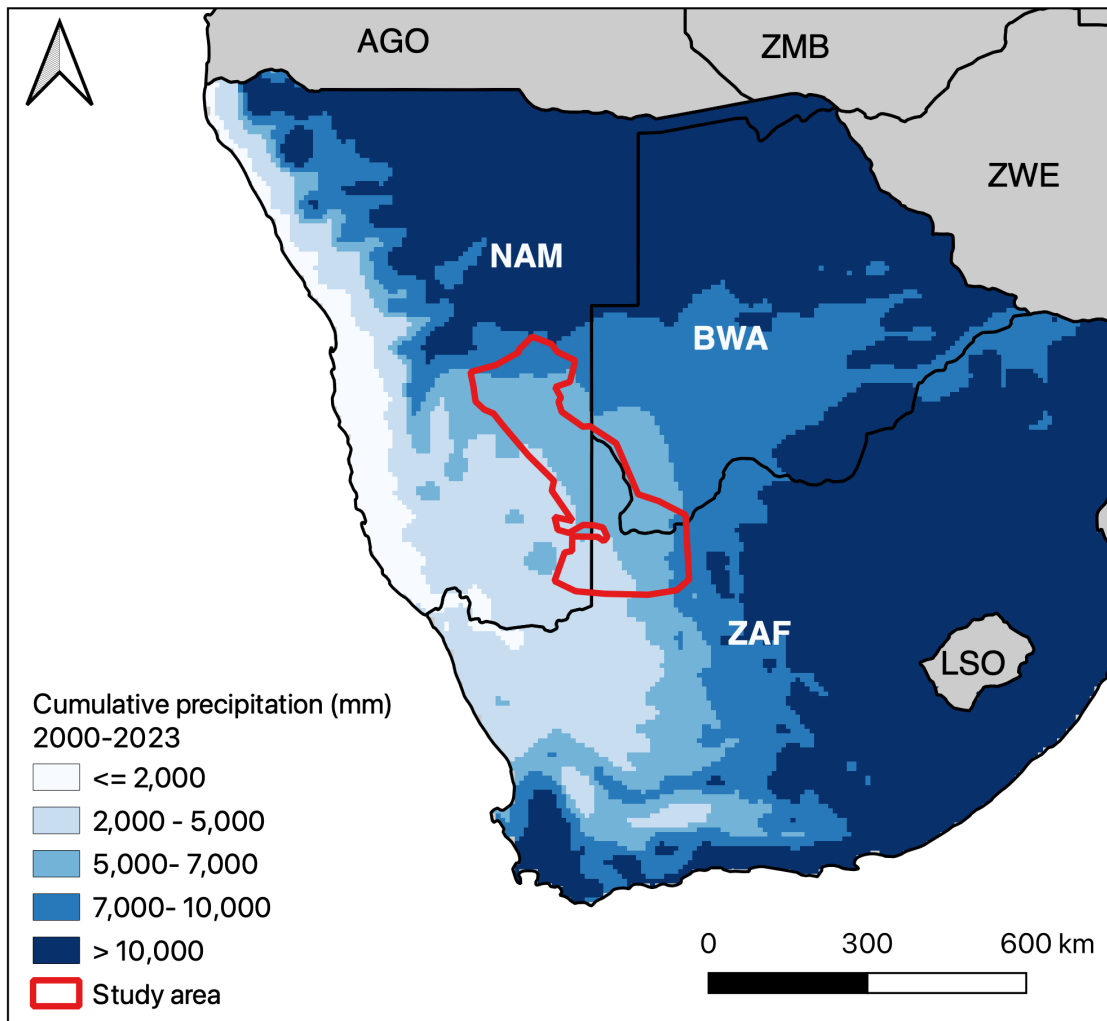 AGO
ZMB
ZWE
NAM
BWA
ZAF
LSO
Cumulative precipitation (mm)
2000-2023
<= 2,000
2,000 - 5,000
5,000- 7,000
7,000- 10,000
> 10,000
Study area
0 300 600 km